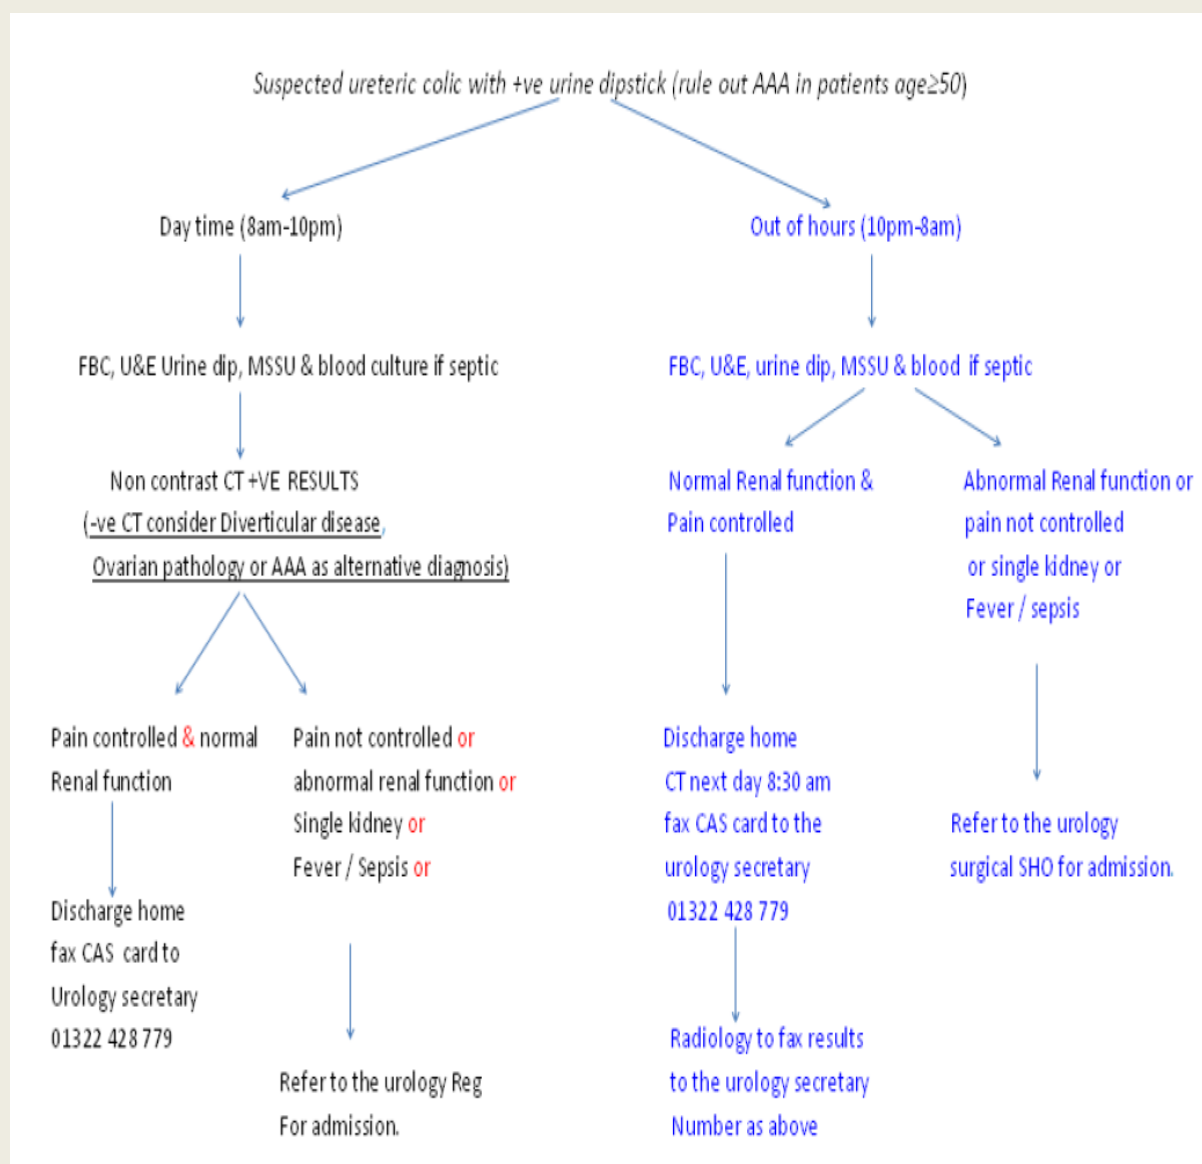 Suspected ureteric colic with +ve urine dipstick (rule out AAA in patients age≥50)
Day time (8am-10pm)
FBC, U&E Urine dip, MSSU & blood culture if septic
Non contrast CT +VE RESULTS
(-ve CT consider Diverticular disease,
Ovarian pathology or AAA as alternative diagnosis)
Pain controlled & normal
Renal function
Discharge home
fax CAS card to
Urology secretary
01322 428 779
Pain not controlled or
abnormal renal function or
Single kidney or
Fever / Sepsis or
Refer to the urology Reg
For admission.
Out of hours (10pm-8am)
FBC, U&E, urine dip, MSSU & blood if septic
Normal Renal function &
Pain controlled
Discharge home
CT next day 8:30 am
fax CAS card to the
urology secretary
01322 428 779
Radiology to fax results
to the urology secretary
Number as above
Abnormal Renal function or
pain not controlled
or single kidney or
Fever / sepsis
Refer to the urology
surgical SHO for admission.